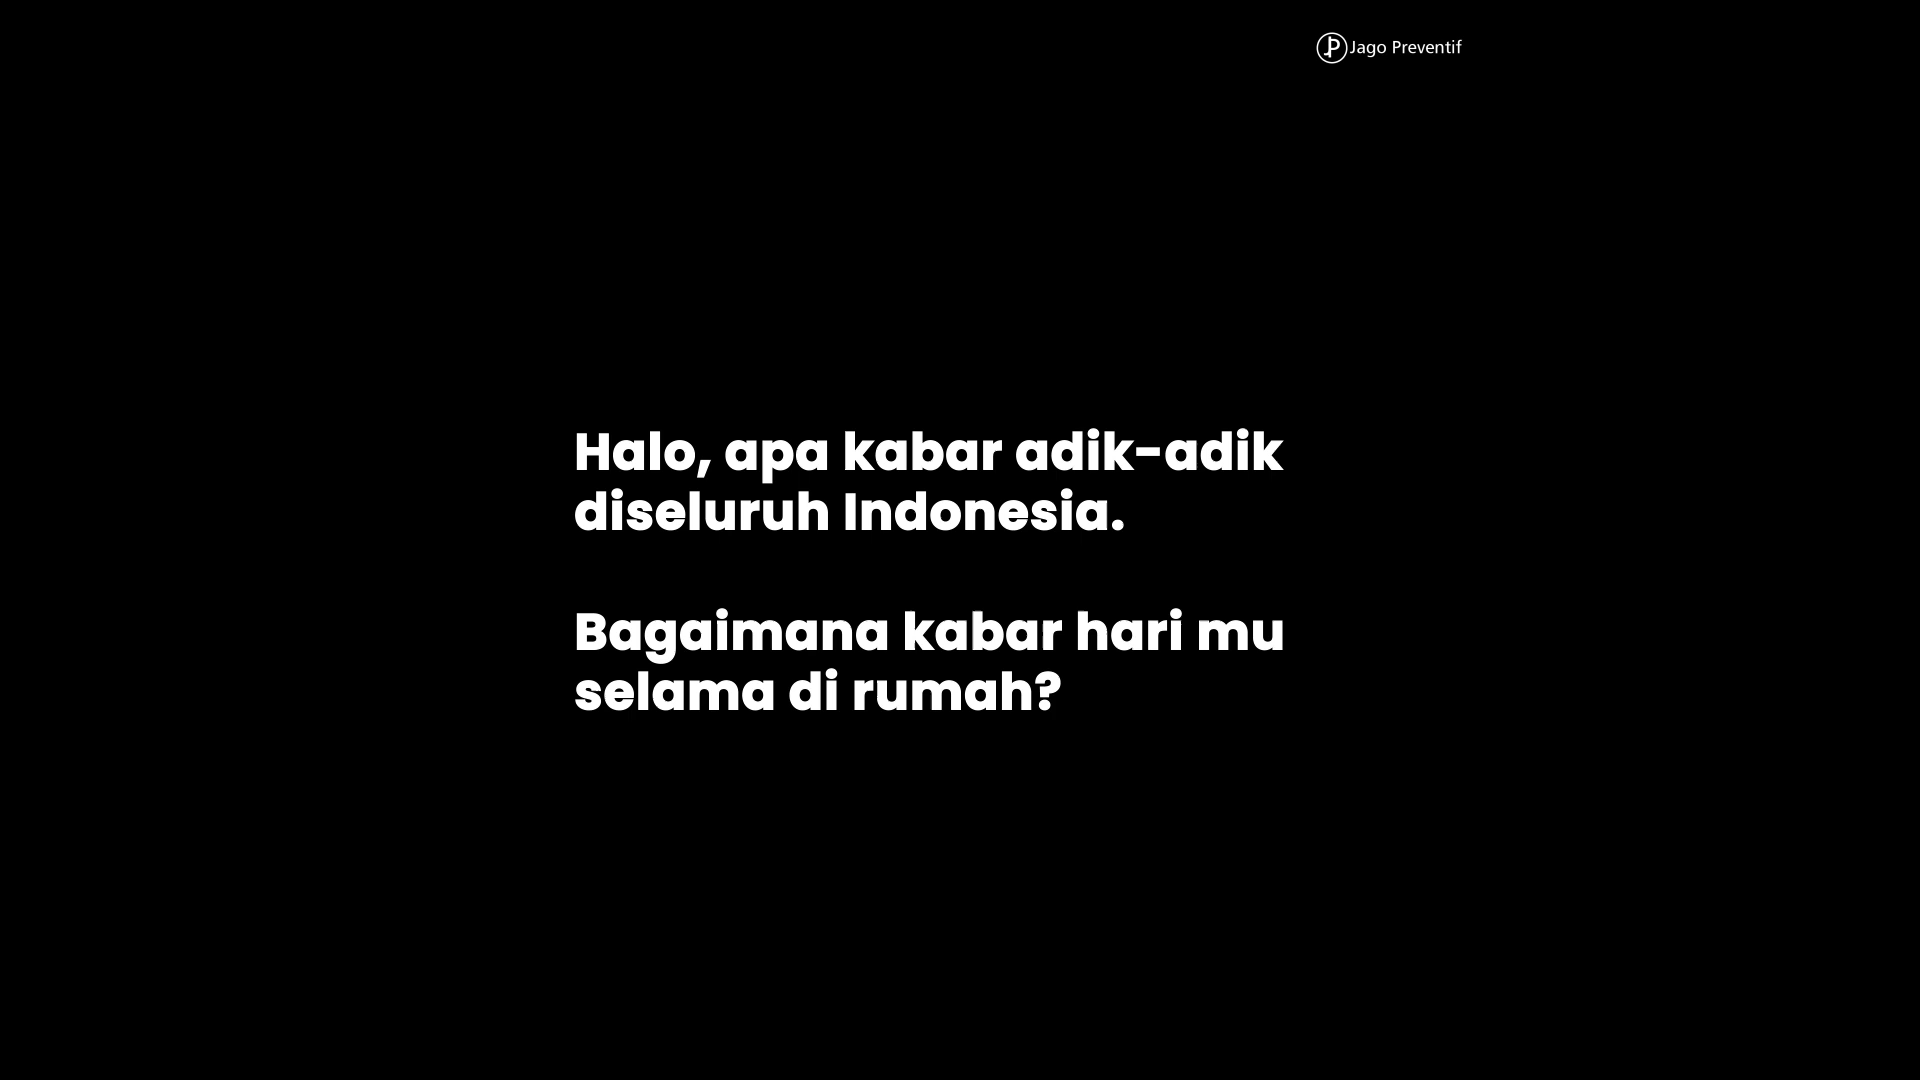 Jago Preventif
Halo, apa kabar adik-adik
diseluruh Indonesia.
Bagaimana kabar hari mu
selama di rumah?